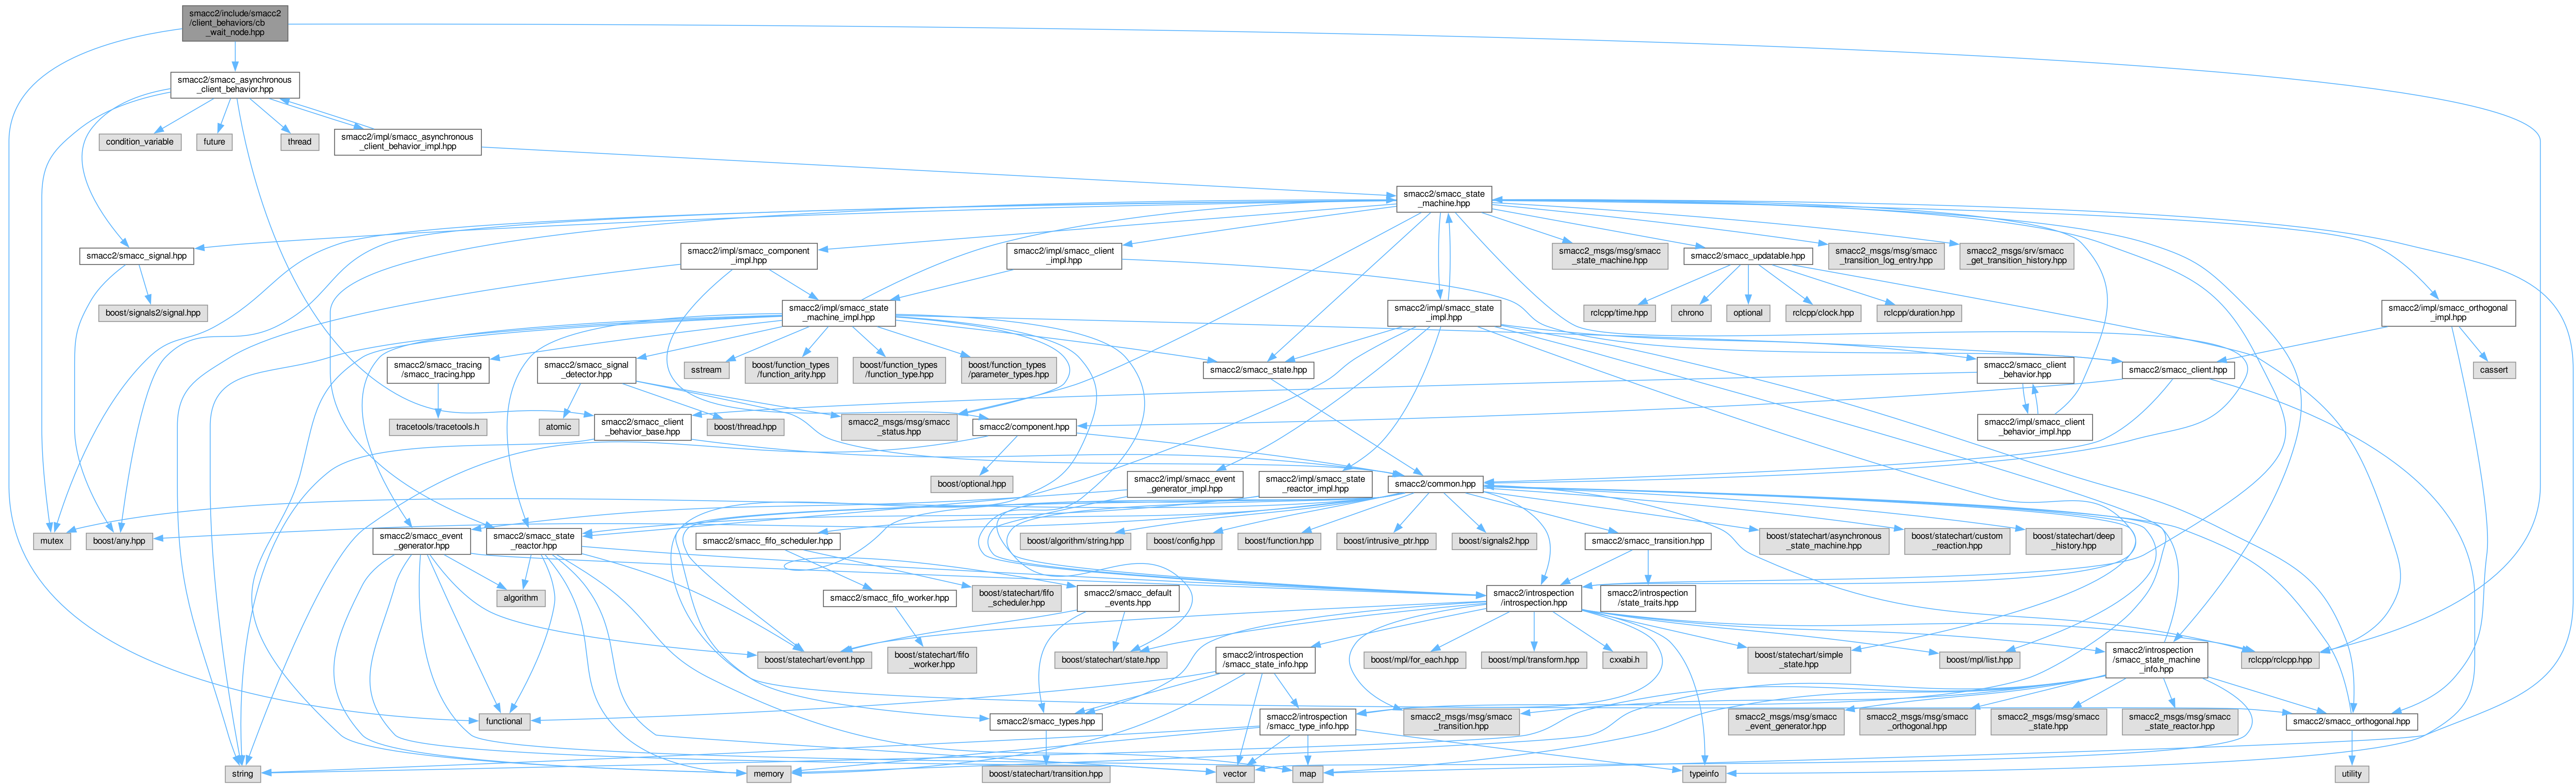 smacc2/include/smacc2
/client_behaviors/cb
_wait_node.hpp
smacc2/smacc_asynchronous
_client_behavior.hpp
condition_variable
future
thread
smacc2/impl/smacc_asynchronous
_client_behavior_impl.hpp
smacc2/smacc_state
_machine.hpp
smacc2/smacc_signal.hpp
smacc2/impl/smacc_component
_impl.hpp
smacc2/impl/smacc_client
_impl.hpp
smacc2_msgs/msg/smacc
_state_machine.hpp
smacc2/smacc_updatable.hpp
smacc2_msgs/msg/smacc
_transition_log_entry.hpp
smacc2_msgs/srv/smacc
_get_transition_history.hpp
boost/signals2/signal.hpp
smacc2/impl/smacc_state
_machine_impl.hpp
smacc2/impl/smacc_state
_impl.hpp
rclcpp/time.hpp
chrono
optional
rclcpp/clock.hpp
rclcpp/duration.hpp
smacc2/impl/smacc_orthogonal
_impl.hpp
smacc2/smacc_tracing
/smacc_tracing.hpp
smacc2/smacc_signal
_detector.hpp
sstream
boost/function_types
/function_arity.hpp
boost/function_types
/function_type.hpp
boost/function_types
/parameter_types.hpp
smacc2/smacc_state.hpp
smacc2/smacc_client
_behavior.hpp
smacc2/smacc_client.hpp
cassert
tracetools/tracetools.h
atomic
smacc2/smacc_client
_behavior_base.hpp
boost/thread.hpp
smacc2_msgs/msg/smacc
_status.hpp
smacc2/component.hpp
smacc2/impl/smacc_client
_behavior_impl.hpp
boost/optional.hpp
smacc2/impl/smacc_event
_generator_impl.hpp
smacc2/impl/smacc_state
_reactor_impl.hpp
smacc2/common.hpp
mutex
boost/any.hpp
smacc2/smacc_event
_generator.hpp
smacc2/smacc_state
_reactor.hpp
smacc2/smacc_fifo_scheduler.hpp
boost/algorithm/string.hpp
boost/config.hpp
boost/function.hpp
boost/intrusive_ptr.hpp
boost/signals2.hpp
smacc2/smacc_transition.hpp
boost/statechart/asynchronous
_state_machine.hpp
boost/statechart/custom
_reaction.hpp
boost/statechart/deep
_history.hpp
algorithm
smacc2/smacc_fifo_worker.hpp
boost/statechart/fifo
_scheduler.hpp
smacc2/smacc_default
_events.hpp
smacc2/introspection
/introspection.hpp
smacc2/introspection
/state_traits.hpp
boost/statechart/event.hpp
boost/statechart/fifo
_worker.hpp
boost/statechart/state.hpp
smacc2/introspection
/smacc_state_info.hpp
boost/mpl/for_each.hpp
boost/mpl/transform.hpp
cxxabi.h
boost/statechart/simple
_state.hpp
boost/mpl/list.hpp
smacc2/introspection
/smacc_state_machine
_info.hpp
rclcpp/rclcpp.hpp
functional
smacc2/smacc_types.hpp
smacc2/introspection
/smacc_type_info.hpp
smacc2_msgs/msg/smacc
_transition.hpp
smacc2_msgs/msg/smacc
_event_generator.hpp
smacc2_msgs/msg/smacc
_orthogonal.hpp
smacc2_msgs/msg/smacc
_state.hpp
smacc2_msgs/msg/smacc
_state_reactor.hpp
smacc2/smacc_orthogonal.hpp
string
memory
boost/statechart/transition.hpp
vector
map
typeinfo
utility